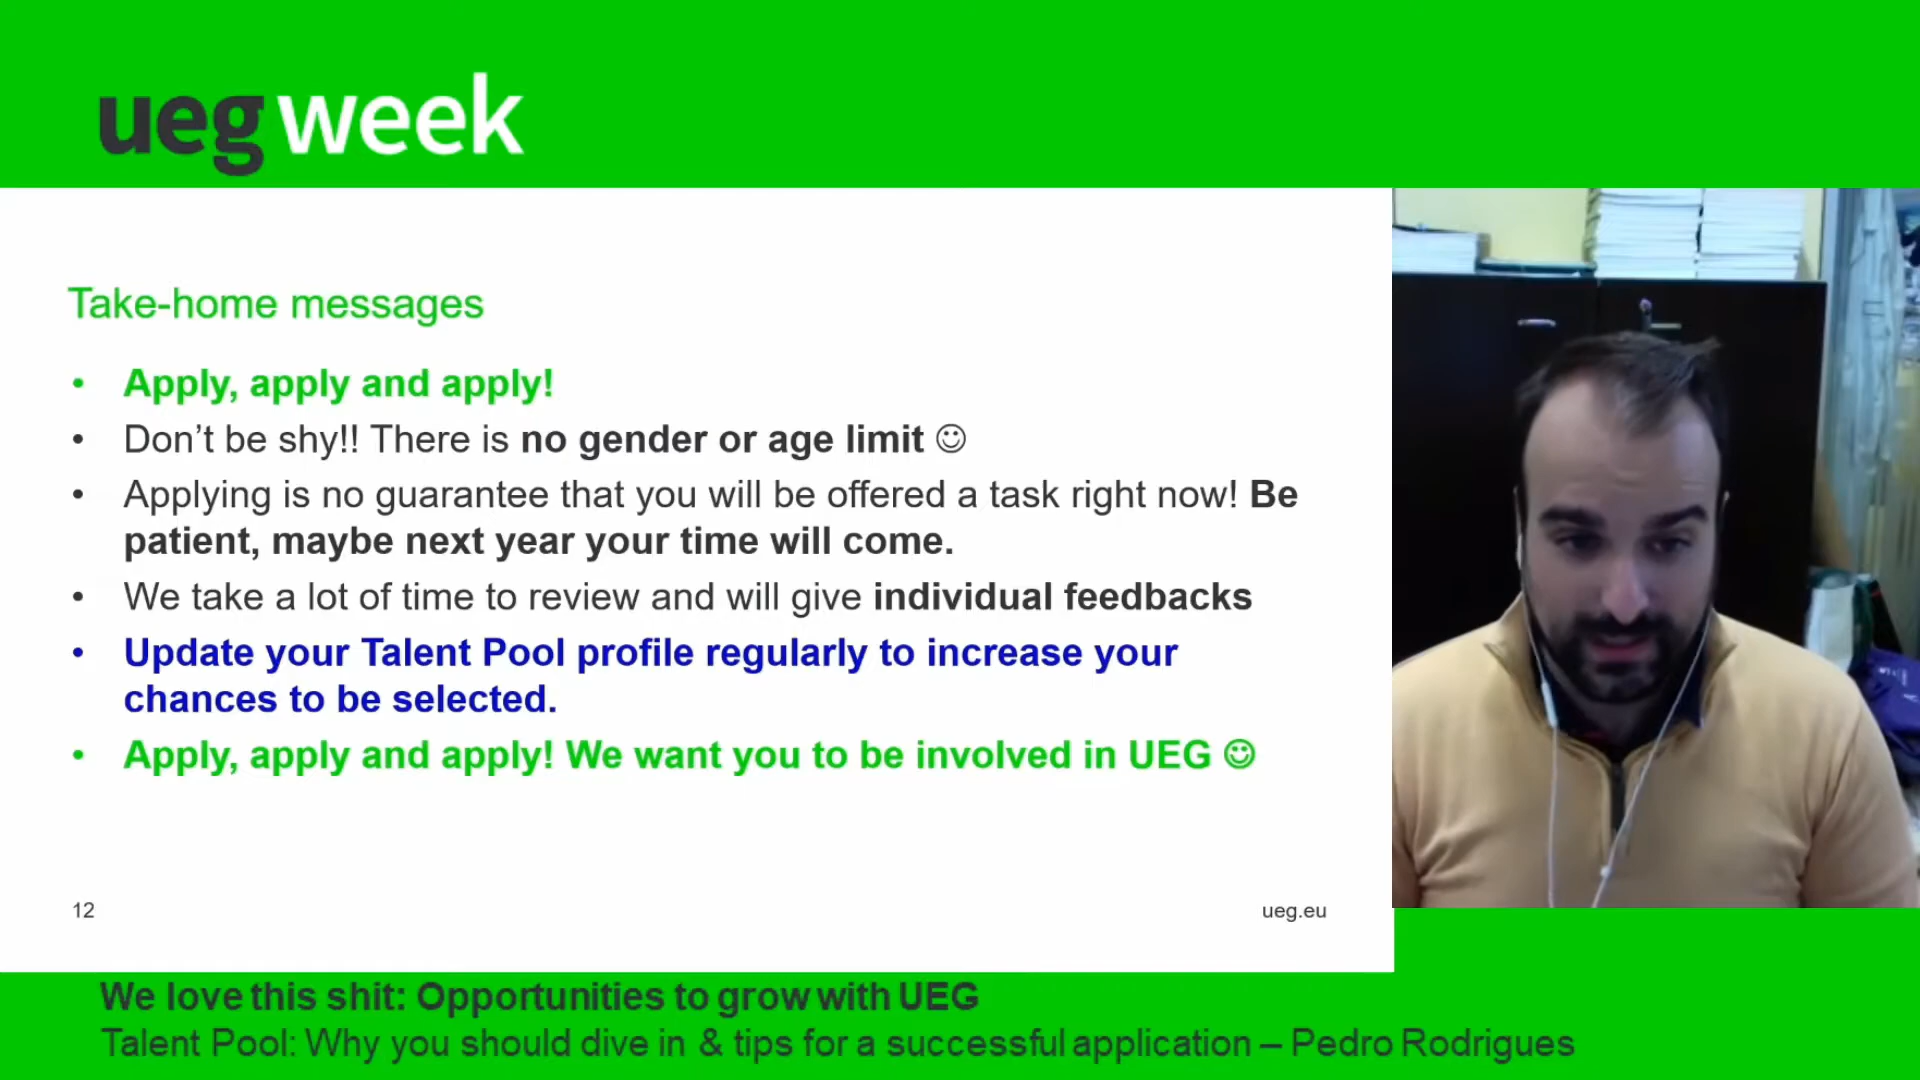 ueg week
Take-home messages
• Apply, apply and apply!
• Don’t be shy!! There is no gender or age limit ☺
• Applying is no guarantee that you will be offered a task right now! Be
patient, maybe next year your time will come.
• We take a lot of time to review and will give individual feedbacks
• Update your Talent Pool profile regularly to increase your
chances to be selected.
• Apply, apply and apply! We want you to be involved in UEG ☺
12
ueg.eu
We love this shit: Opportunities to grow with UEG
Talent Pool: Why you should dive in & tips for a successful application – Pedro Rodrigues